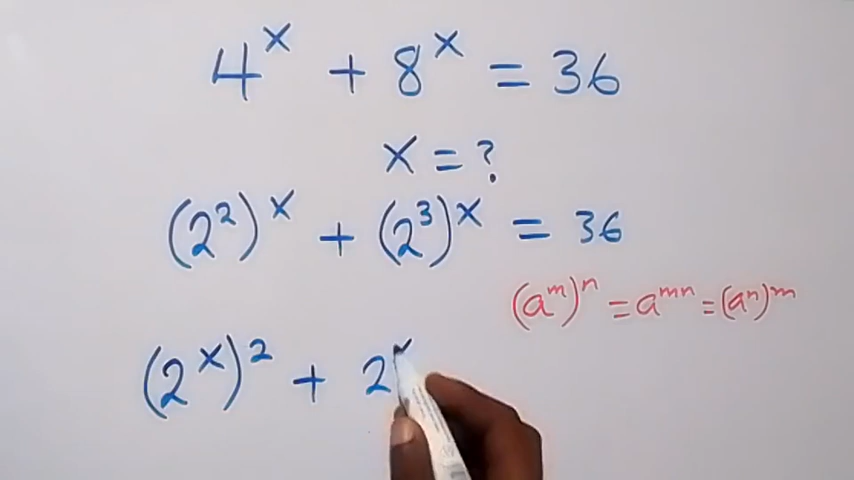 4^x + 8^x = 36
x = ?
(2^2)^x + (2^3)^x = 36
(a^m)^n = a^mn = (a^n)^m
(2^x)^2 + 2^x